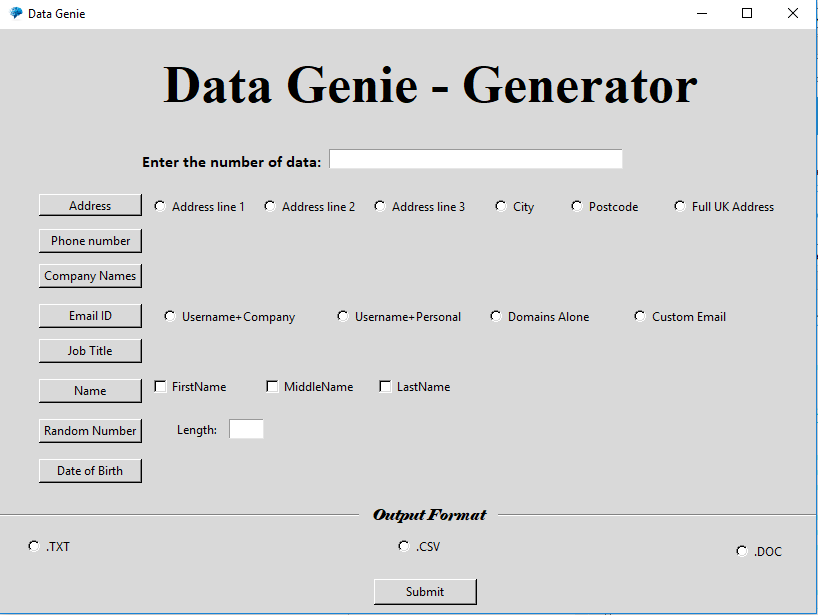 Data Genie
Data Genie - Generator
Enter the number of data:
Address Address line 1 Address line 2 Address line 3 City Postcode Full UK Address
Phone number
Company Names
Email ID Username+Company Username+Personal Domains Alone Custom Email
Job Title
Name FirstName MiddleName LastName
Random Number Length:
Date of Birth
Output Format
.TXT .CSV .DOC
Submit